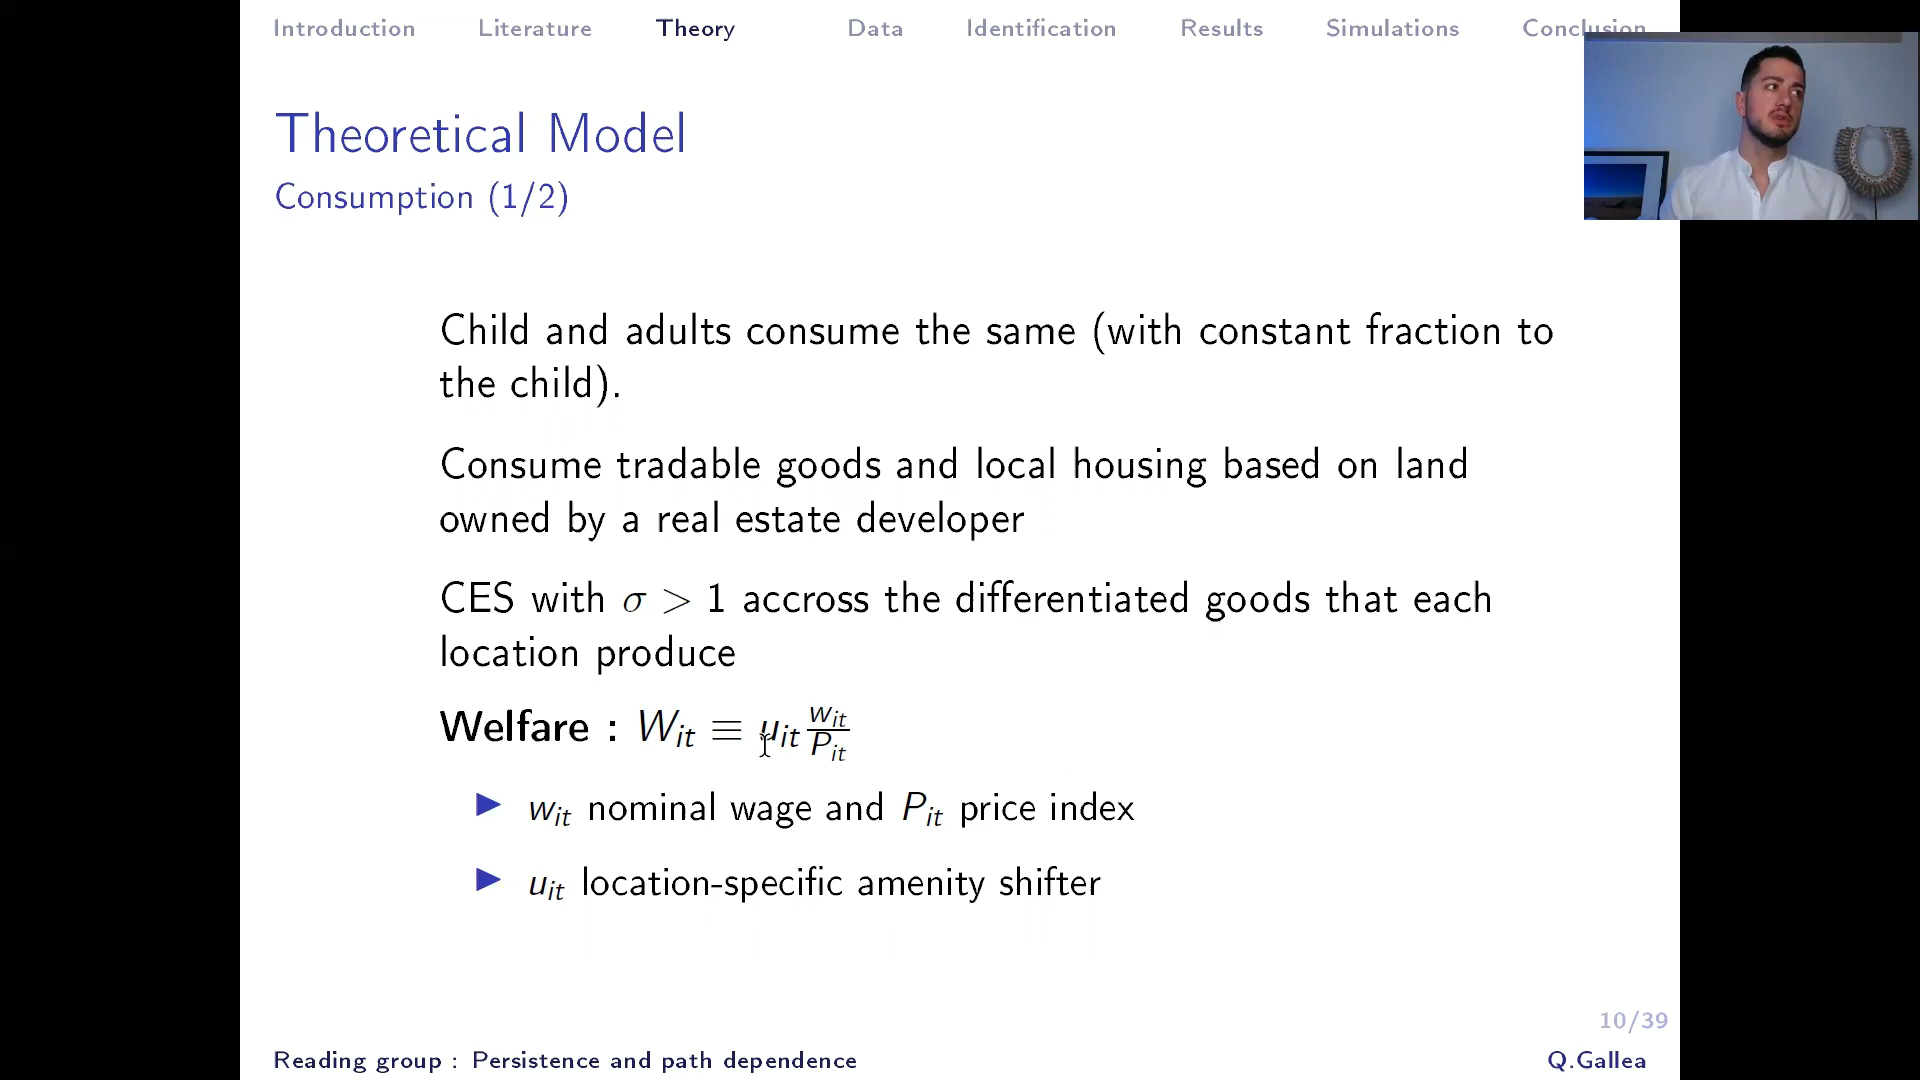 Introduction Literature Theory Data Identification Results Simulations Conclusion
Theoretical Model
Consumption (1/2)
Child and adults consume the same (with constant fraction to
the child).
Consume tradable goods and local housing based on land
owned by a real estate developer
CES with σ > 1 accross the differentiated goods that each
location produce
Welfare : W_it ≡ u_it w_it/P_it
▶ w_it nominal wage and P_it price index
▶ u_it location-specific amenity shifter
10/39
Reading group : Persistence and path dependence Q.Gallea